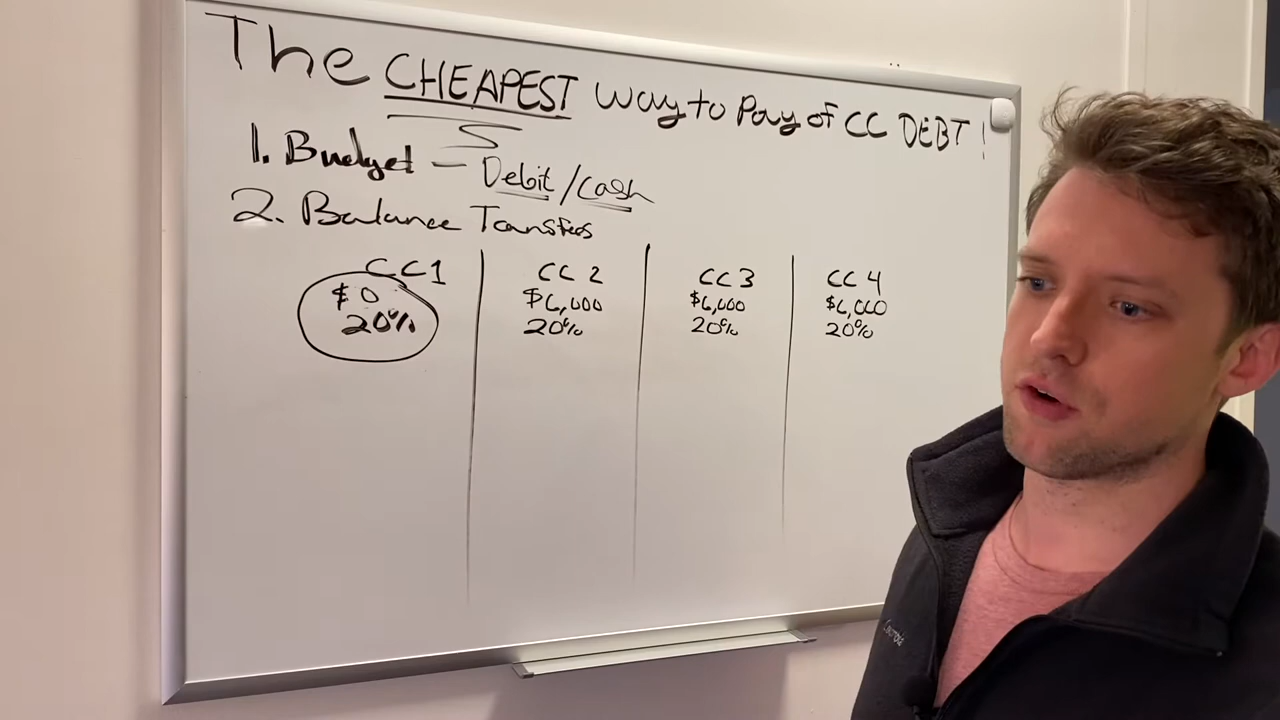 The CHEAPEST way to Pay of CC DEBT!
1. Budget - Debit/Cash
2. Balance Transfers
CC1 CC 2 CC 3 CC 4
$0 $6,000 $6,000 $6,000
20% 20% 20% 20%
Columbia